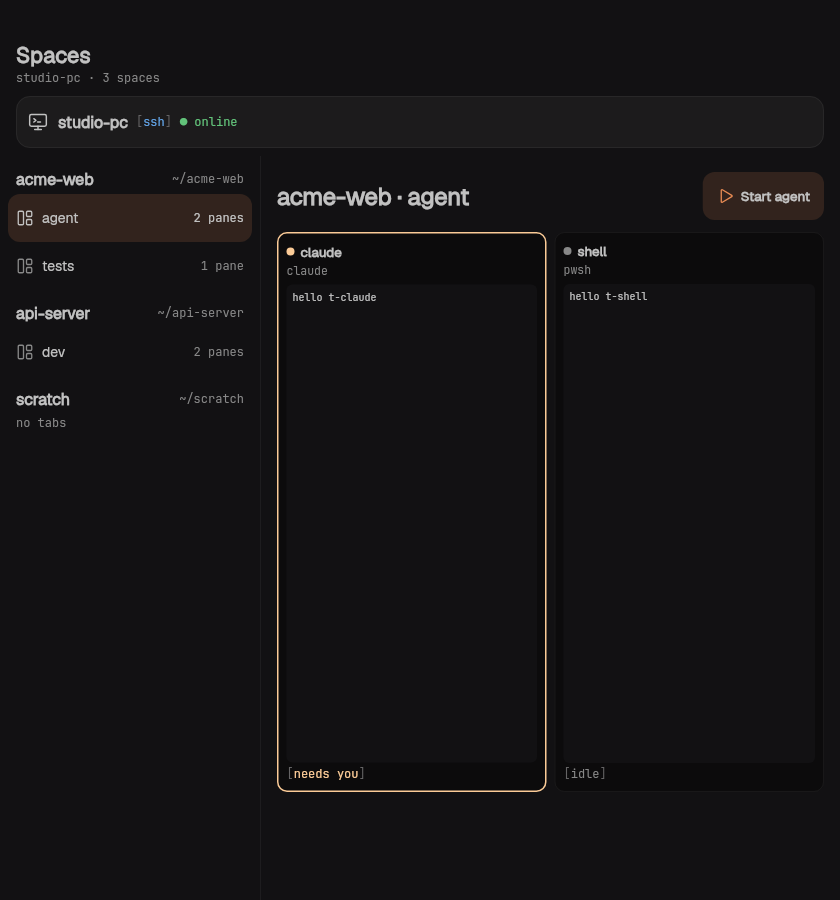 Spaces
studio-pc · 3 spaces
studio-pc [ssh] ● online
acme-web ~/acme-web
agent 2 panes
tests 1 pane
api-server ~/api-server
dev 2 panes
scratch ~/scratch
no tabs
acme-web · agent
Start agent
claude
claude
hello t-claude
[needs you]
shell
pwsh
hello t-shell
[idle]